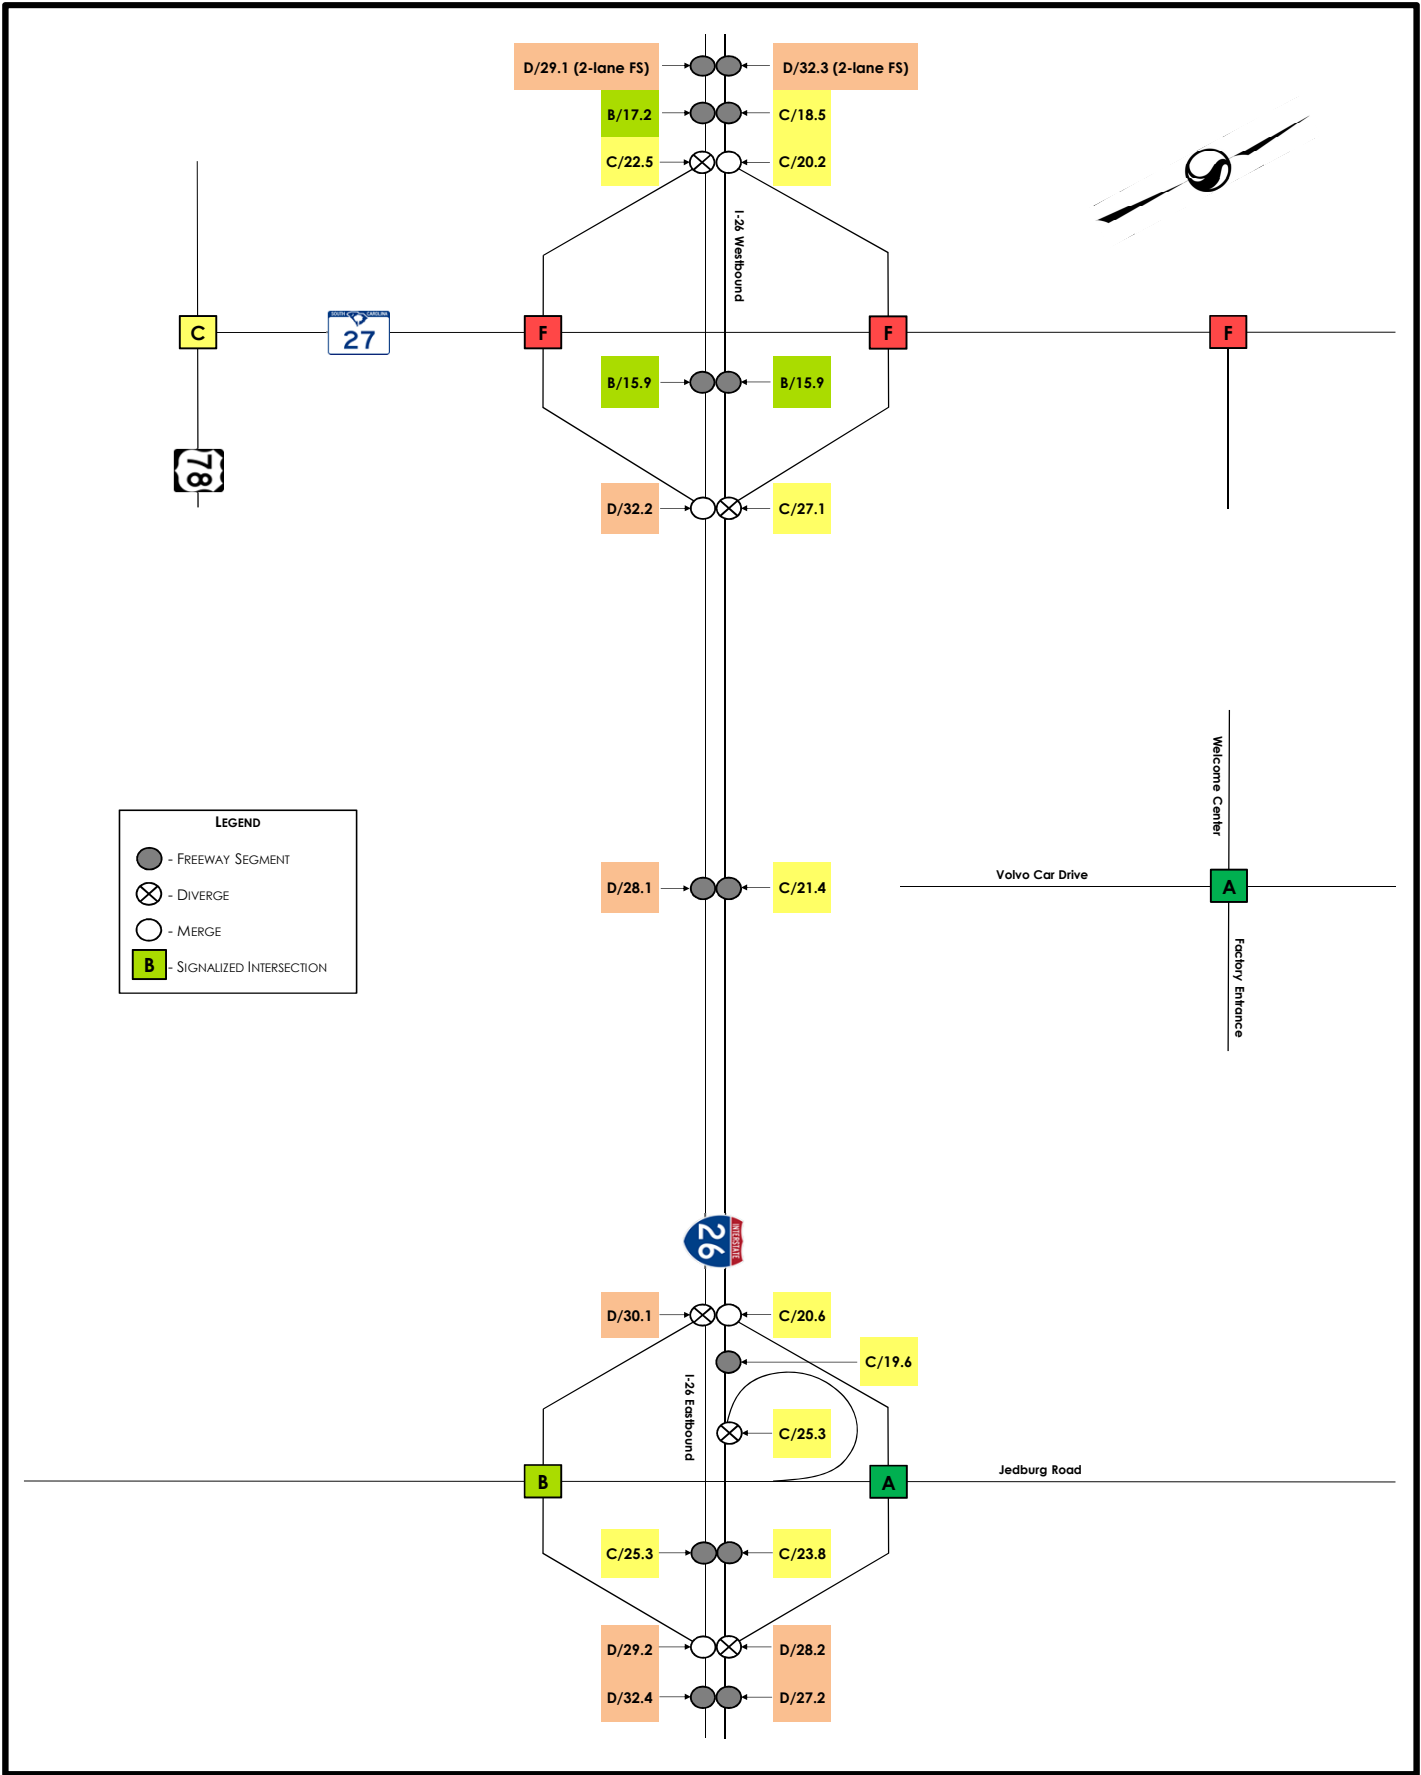 D/29.1 (2-lane FS)
D/32.3 (2-lane FS)
B/17.2
C/18.5
C/22.5
C/20.2
I-26 Westbound
C
SOUTH CAROLINA
27
F
F
F
B/15.9
B/15.9
78
D/32.2
C/27.1
Welcome Center
LEGEND
- FREEWAY SEGMENT
- DIVERGE
- MERGE
B - SIGNALIZED INTERSECTION
D/28.1
C/21.4
Volvo Car Drive
A
Factory Entrance
INTERSTATE
26
D/30.1
C/20.6
C/19.6
I-26 Eastbound
C/25.3
B
A
Jedburg Road
C/25.3
C/23.8
D/29.2
D/28.2
D/32.4
D/27.2